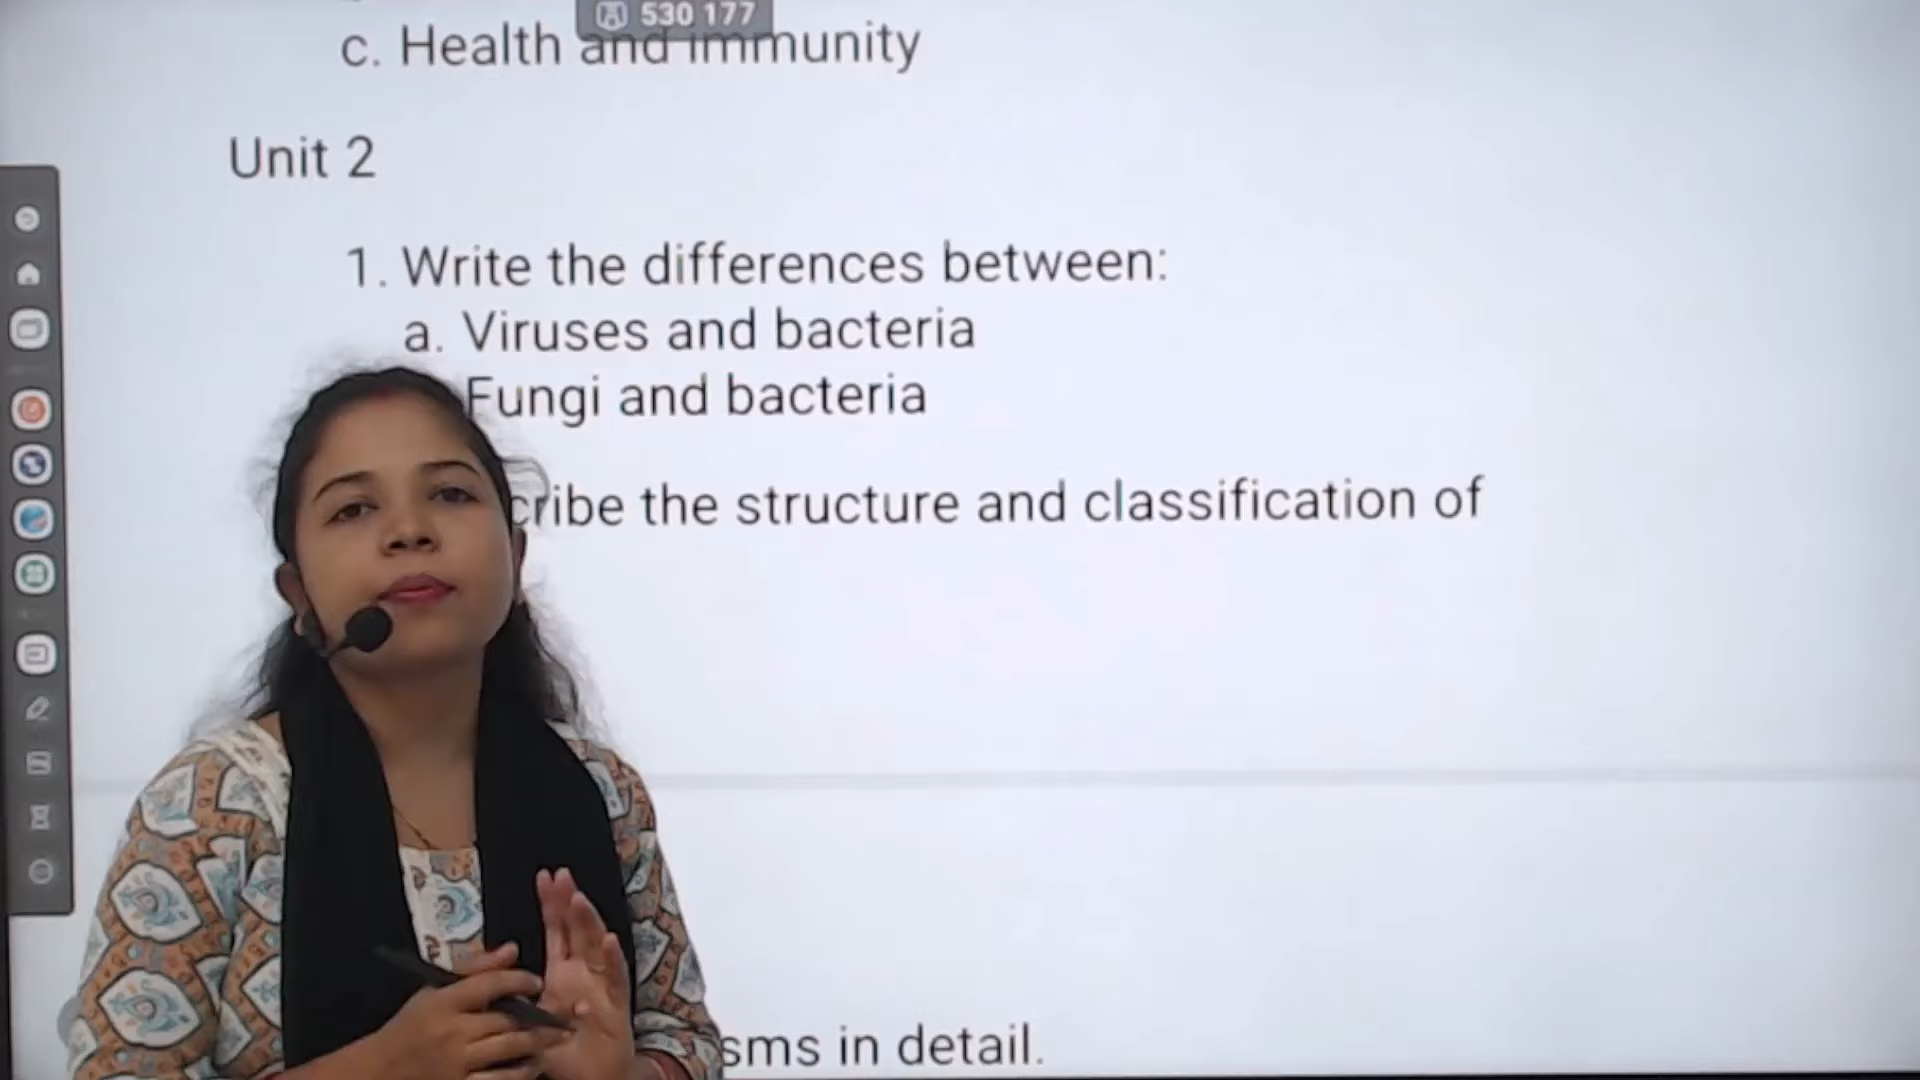 530 177
c. Health and immunity
Unit 2
1. Write the differences between:
a. Viruses and bacteria
Fungi and bacteria
cribe the structure and classification of
sms in detail.